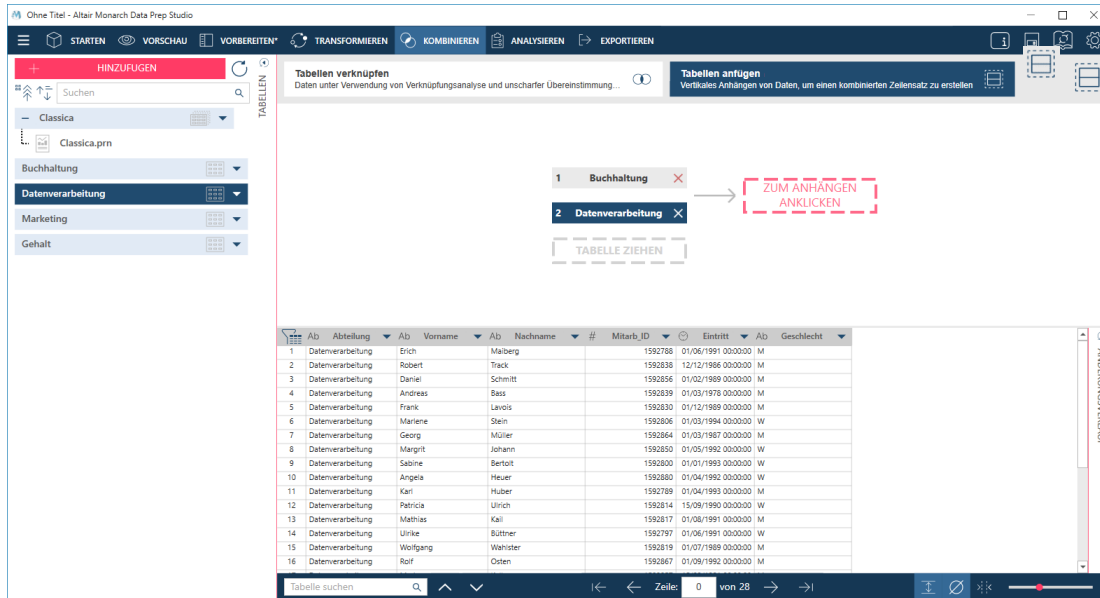 Ohne Titel - Altair Monarch Data Prep Studio
STARTEN VORSCHAU VORBEREITEN* TRANSFORMIEREN KOMBINIEREN ANALYSIEREN EXPORTIEREN
+ HINZUFÜGEN
TABELLEN
Suchen
Classica
Classica.prn
Buchhaltung
Datenverarbeitung
Marketing
Gehalt
Tabellen verknüpfen
Daten unter Verwendung von Verknüpfungsanalyse und unscharfer Übereinstimmung...
Tabellen anfügen
Vertikales Anhängen von Daten, um einen kombinierten Zeilensatz zu erstellen
1 Buchhaltung
2 Datenverarbeitung
TABELLE ZIEHEN
ZUM ANHÄNGEN
ANKLICKEN
Ab Abteilung Ab Vorname Ab Nachname # Mitarb_ID Eintritt Ab Geschlecht
1 Datenverarbeitung Erich Maiberg 1592788 01/06/1991 00:00:00 M
2 Datenverarbeitung Robert Track 1592838 12/12/1986 00:00:00 M
3 Datenverarbeitung Daniel Schmitt 1592856 01/02/1989 00:00:00 M
4 Datenverarbeitung Andreas Bass 1592839 01/03/1978 00:00:00 M
5 Datenverarbeitung Frank Lavois 1592830 01/12/1989 00:00:00 M
6 Datenverarbeitung Marlene Stein 1592806 01/03/1994 00:00:00 W
7 Datenverarbeitung Georg Müller 1592864 01/03/1987 00:00:00 M
8 Datenverarbeitung Margrit Johann 1592850 01/05/1992 00:00:00 W
9 Datenverarbeitung Sabine Bertolt 1592800 01/01/1993 00:00:00 W
10 Datenverarbeitung Angela Heuer 1592880 01/04/1992 00:00:00 W
11 Datenverarbeitung Karl Huber 1592789 01/04/1993 00:00:00 M
12 Datenverarbeitung Patricia Ulrich 1592814 15/09/1990 00:00:00 W
13 Datenverarbeitung Mathias Kali 1592817 01/08/1991 00:00:00 M
14 Datenverarbeitung Ulrike Büttner 1592797 01/06/1991 00:00:00 W
15 Datenverarbeitung Wolfgang Wahlster 1592819 01/07/1989 00:00:00 M
16 Datenverarbeitung Rolf Osten 1592867 01/09/1992 00:00:00 M
Tabelle suchen Zeile: 0 von 28